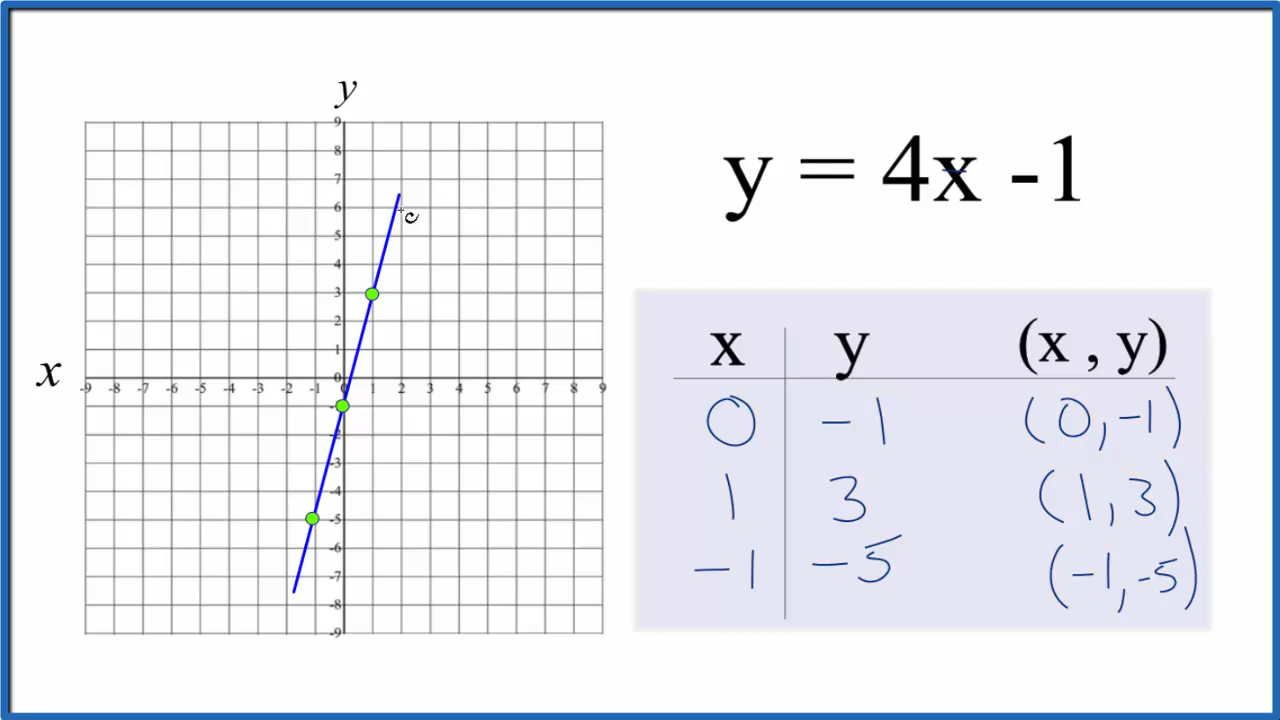 y
9
8
7
6
5
4
3
2
1
0
x
-9 -8 -7 -6 -5 -4 -3 -2 -1 0 1 2 3 4 5 6 7 8 9
-2
-3
-4
-5
-6
-7
-8
-9
y = 4x -1
x y (x , y)
0 -1 (0,-1)
1 3 (1,3)
-1 -5 (-1,-5)